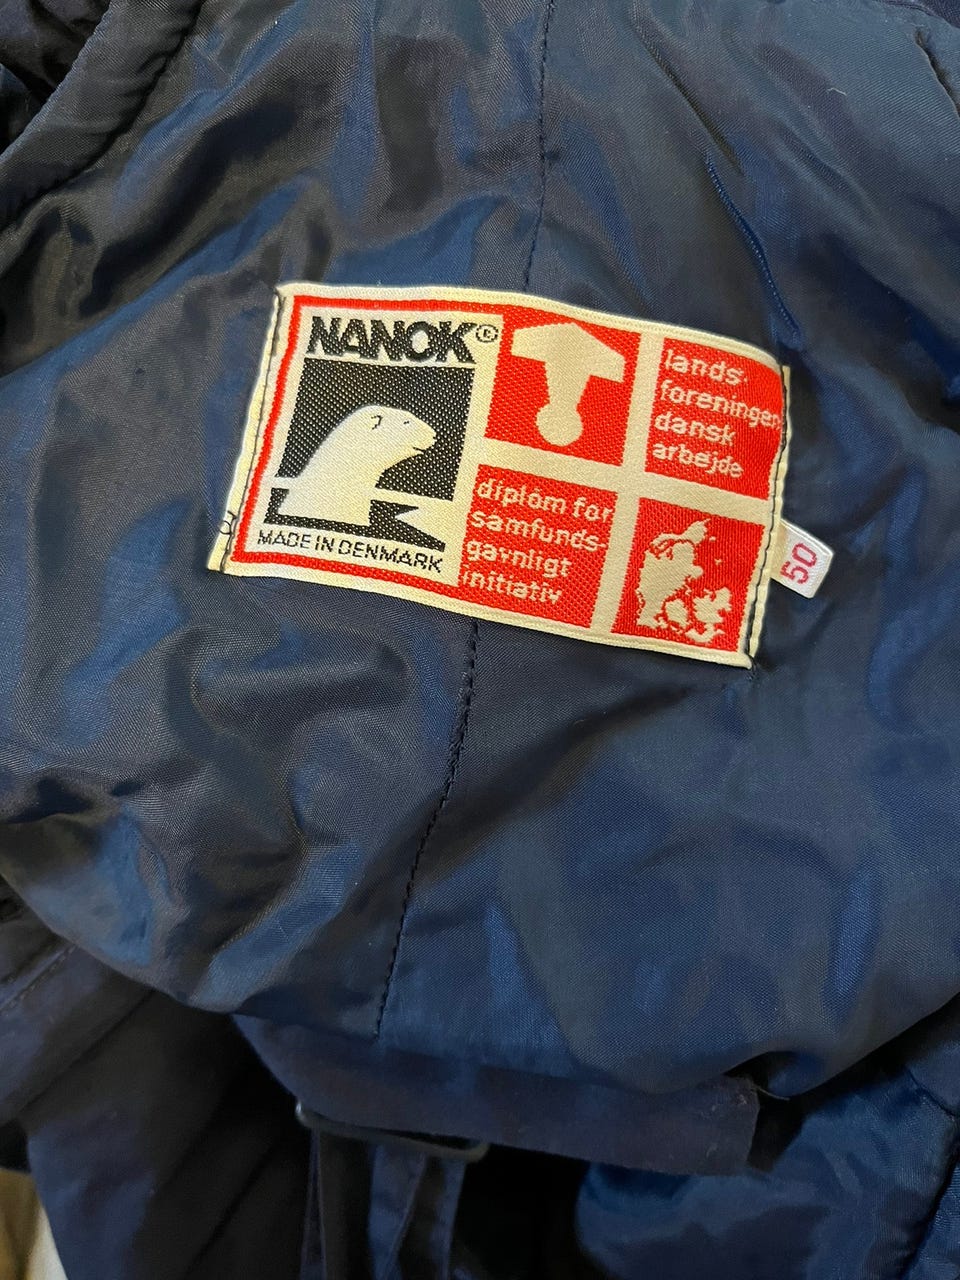 NANOK®
MADE IN DENMARK
lands-
foreningen
dansk
arbejde
diplom for
samfunds-
gavnligt
initiativ
50